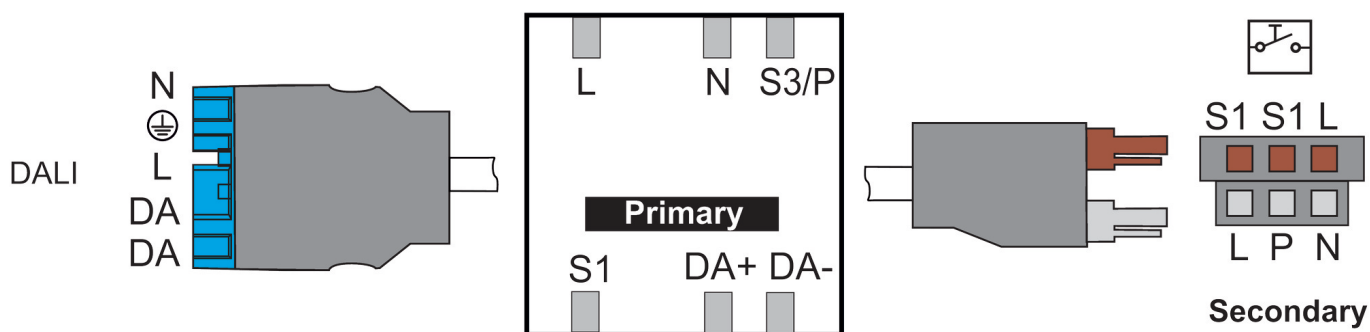 DALI
N
L
DA
DA
L N S3/P
Primary
S1 DA+ DA-
S1 S1 L
L P N
Secondary